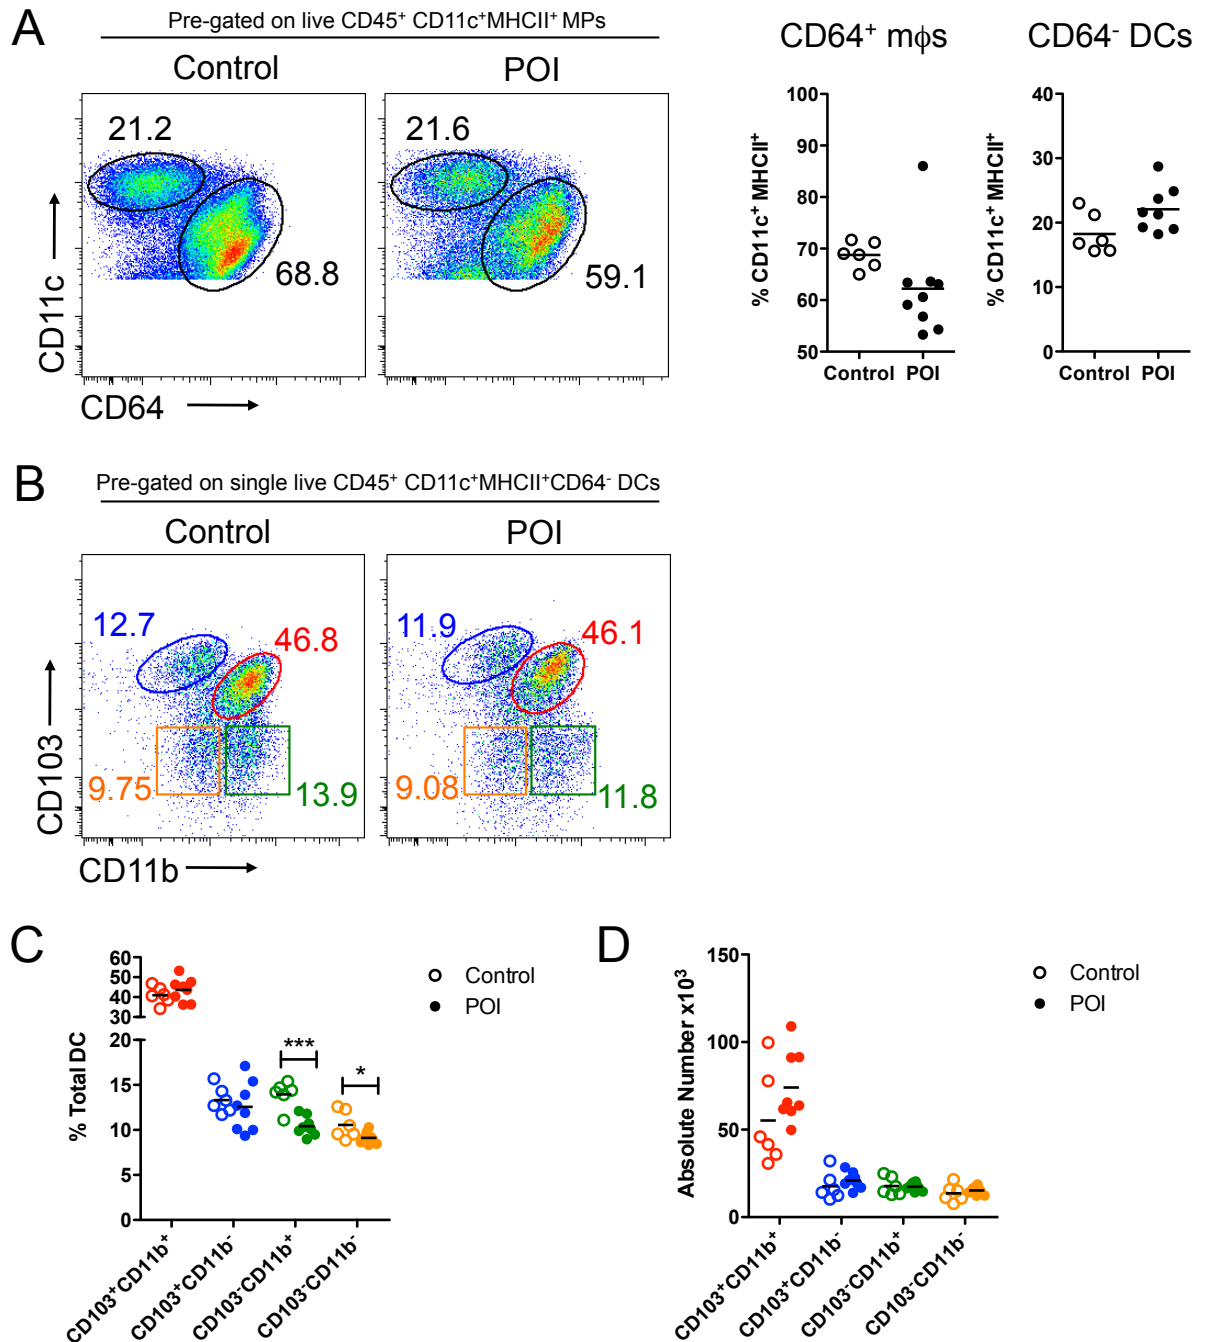 A
Pre-gated on live CD45⁺ CD11c⁺MHCII⁺ MPs
Control POI
21.2
68.8
21.6
59.1
CD11c
CD64
CD64⁺ mϕs
CD64⁻ DCs
% CD11c⁺ MHCII⁺
100
90
80
70
60
50
Control POI
% CD11c⁺ MHCII⁺
40
30
20
10
0
Control POI
B
Pre-gated on single live CD45⁺ CD11c⁺MHCII⁺CD64⁻ DCs
Control POI
12.7
46.8
9.75
13.9
11.9
46.1
9.08
11.8
CD103
CD11b
C
% Total DC
60
50
40
30
20
15
10
5
0
***
*
Control
POI
CD103⁺CD11b⁺
CD103⁺CD11b⁻
CD103⁻CD11b⁺
CD103⁻CD11b⁻
D
Absolute Number x10³
150
100
50
0
Control
POI
CD103⁺CD11b⁺
CD103⁺CD11b⁻
CD103⁻CD11b⁺
CD103⁻CD11b⁻